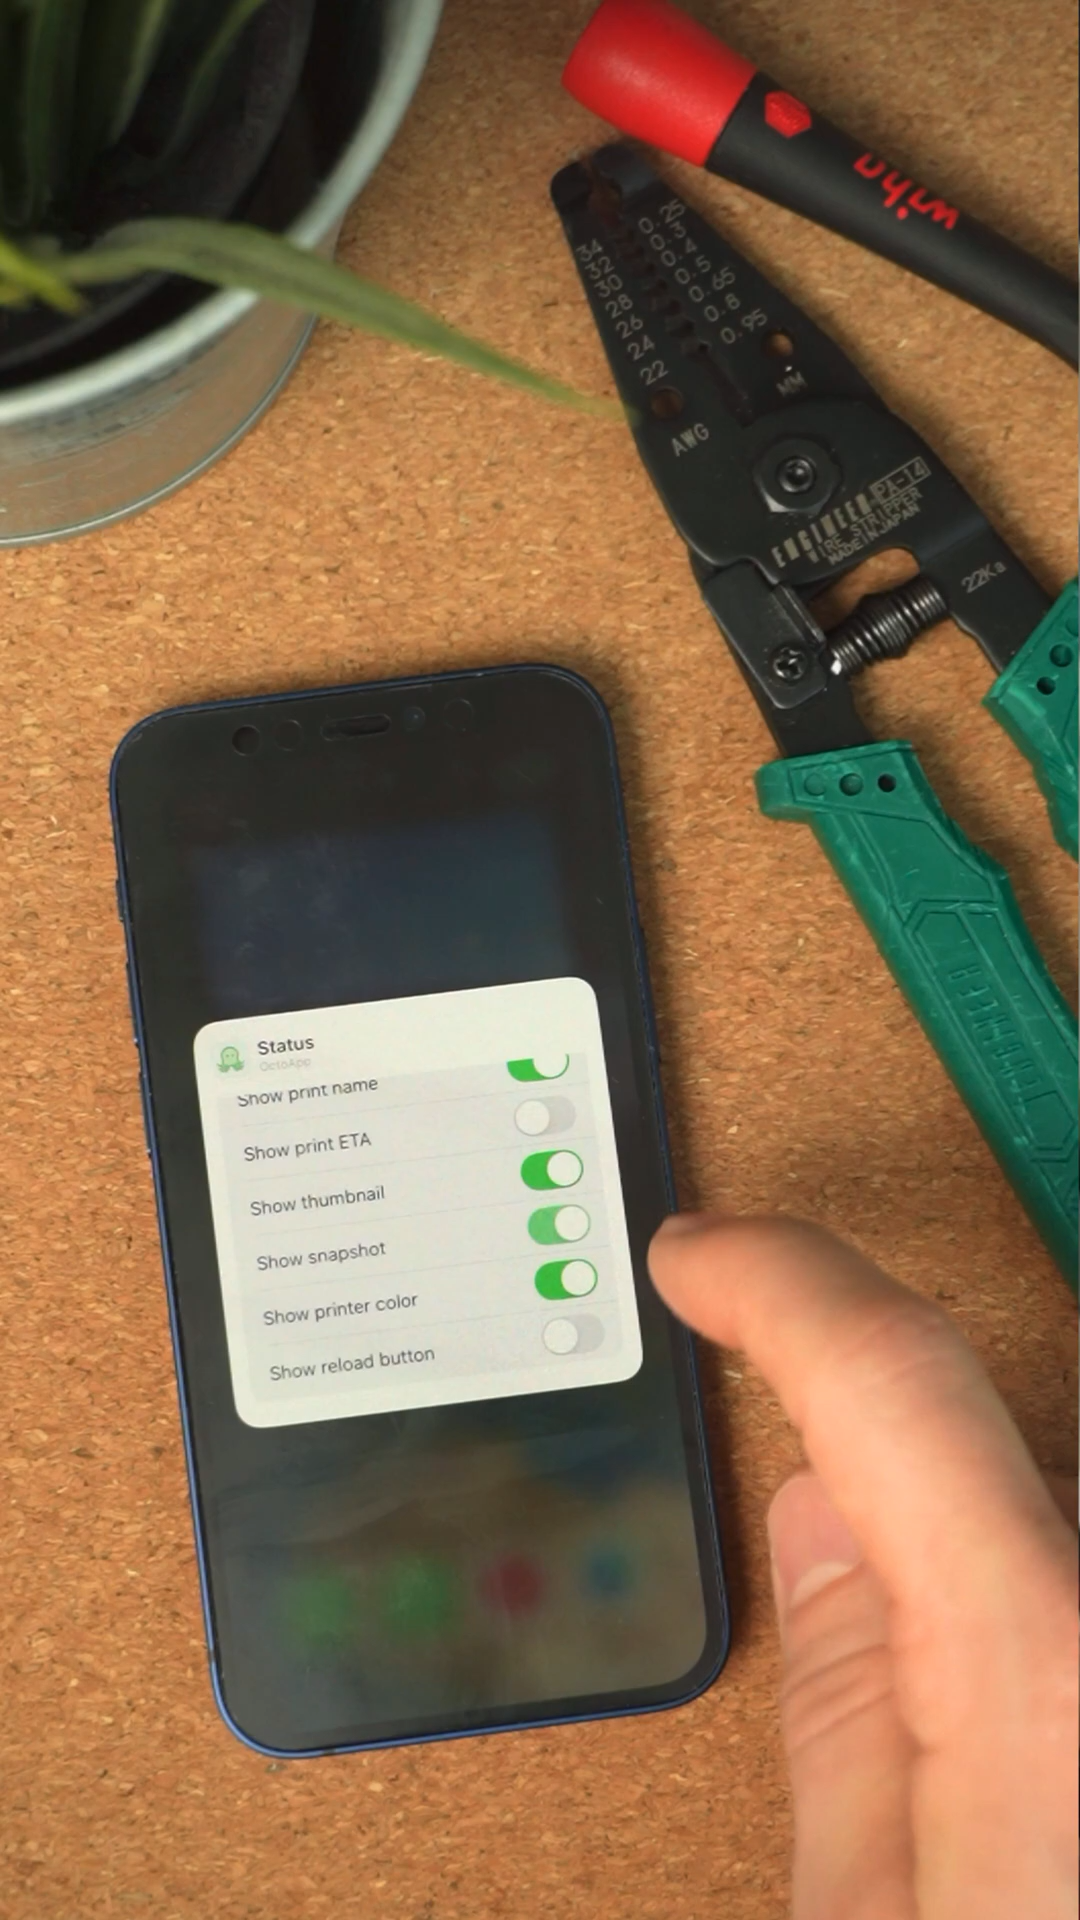 wiha
0.25
0.3
0.4
0.5
0.65
0.8
0.95
MM
34
32
30
28
26
24
22
AWG
ENGINEER PA-14
WIRE STRIPPER
MADE IN JAPAN
22Ka
ENGINEER
Status
OctoApp
Show print name
Show print ETA
Show thumbnail
Show snapshot
Show printer color
Show reload button